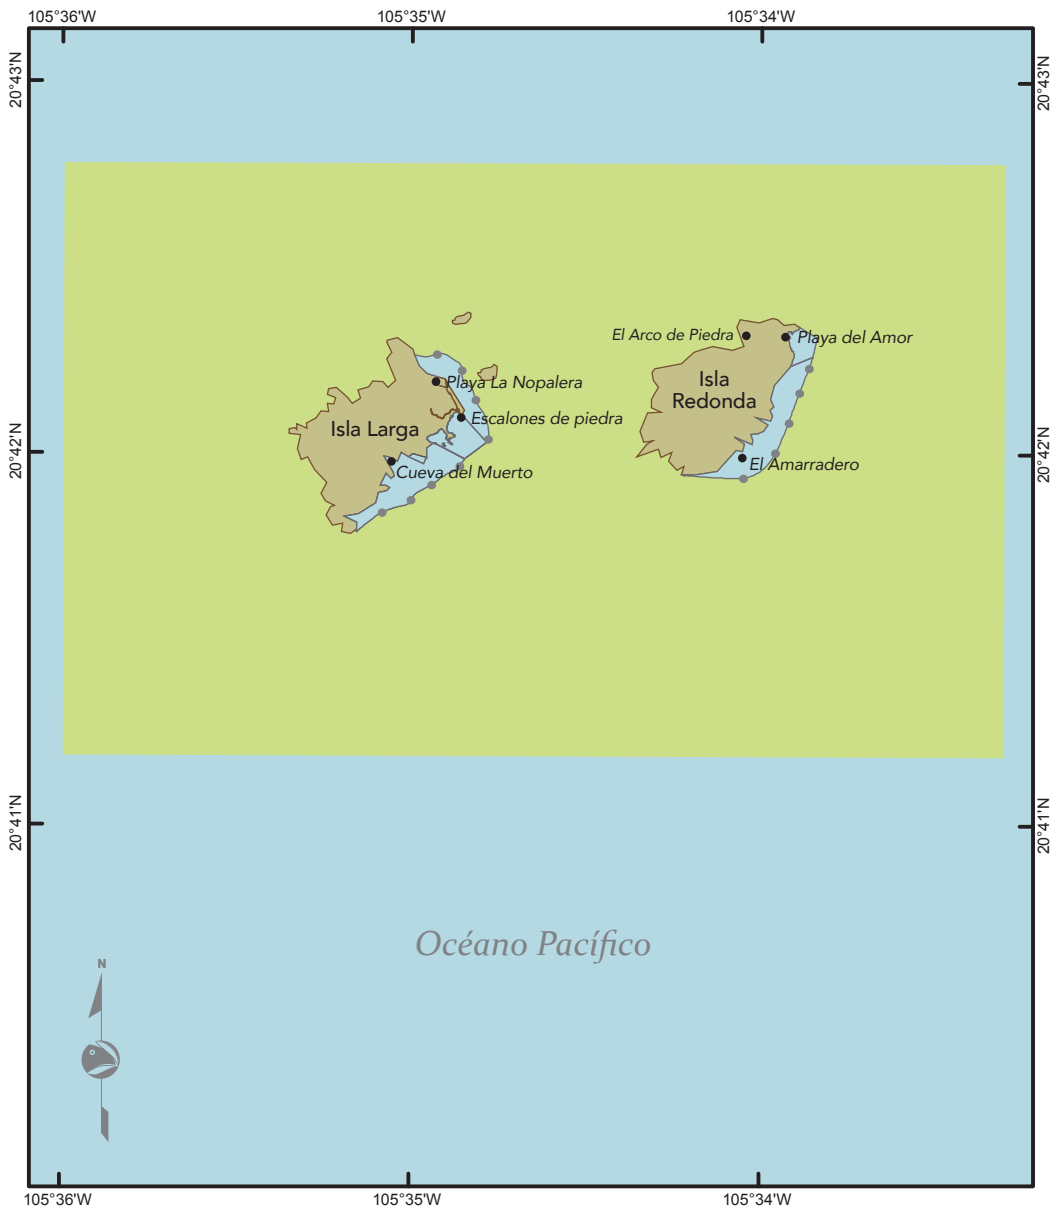 105°36'W
105°35'W
105°34'W
20°43'N
20°43'N
El Arco de Piedra
Playa del Amor
Isla
Redonda
Playa La Nopalera
Escalones de piedra
Isla Larga
20°42'N
20°42'N
Cueva del Muerto
El Amarradero
20°41'N
20°41'N
Océano Pacífico
N
105°36'W
105°35'W
105°34'W